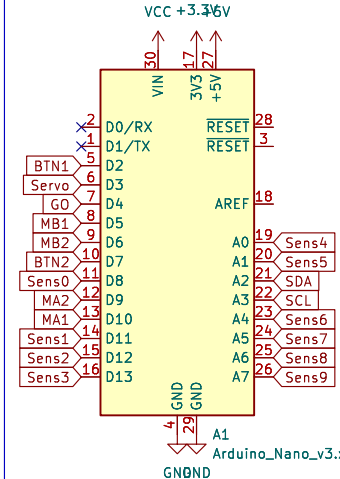 VCC +3.3V +5V
30 17 27
VIN 3V3 +5V
2 D0/RX RESET 28
1 D1/TX RESET 3
BTN1 5 D2
Servo 6 D3
GO 7 D4 AREF 18
MB1 8 D5
MB2 9 D6 A0 19 Sens4
BTN2 10 D7 A1 20 Sens5
Sens0 11 D8 A2 21 SDA
MA2 12 D9 A3 22 SCL
MA1 13 D10 A4 23 Sens6
Sens1 14 D11 A5 24 Sens7
Sens2 15 D12 A6 25 Sens8
Sens3 16 D13 A7 26 Sens9
GND GND
4 29
A1
Arduino_Nano_v3.
GND GND